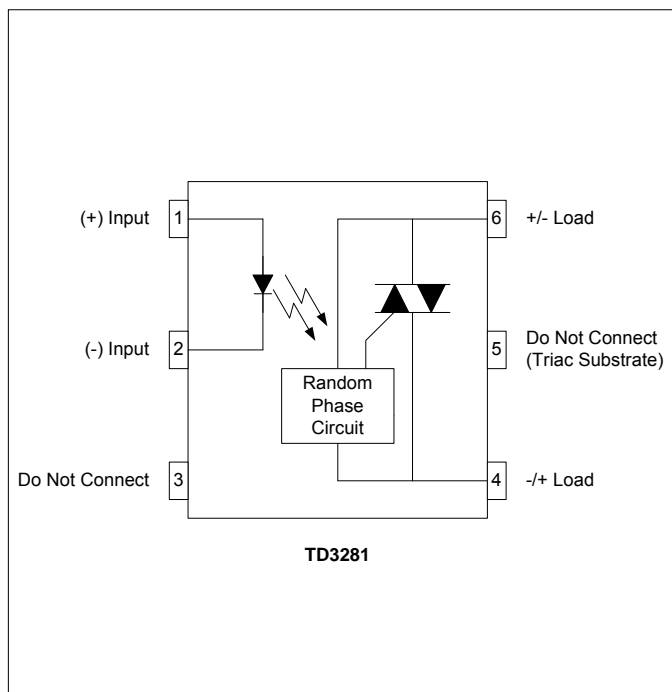 (+) Input
1
(-) Input
2
Do Not Connect
3
6
+/- Load
5
Do Not Connect
(Triac Substrate)
4
-/+ Load
Random
Phase
Circuit
TD3281